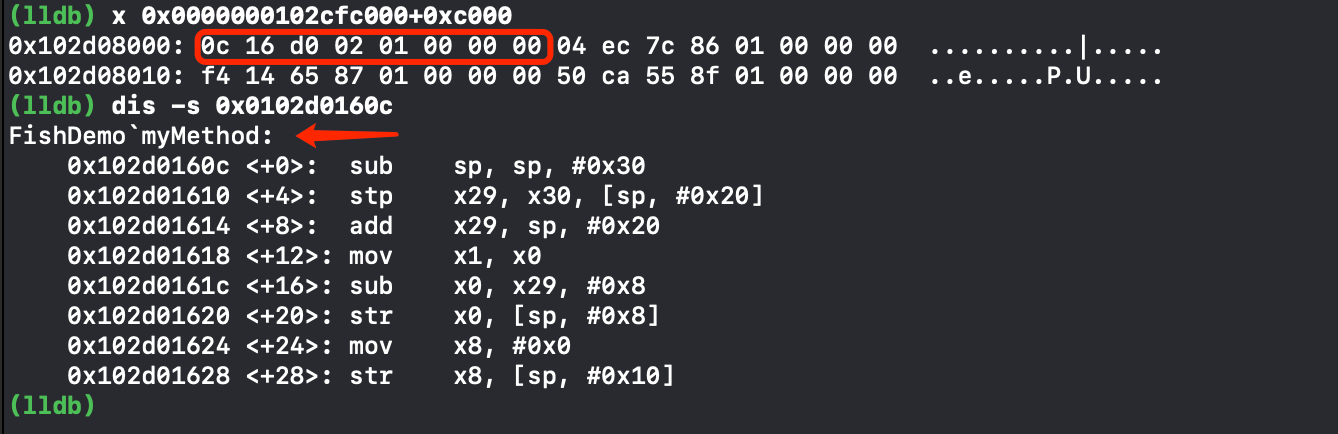 (lldb) x 0x0000000102cfc000+0xc000
0x102d08000: 0c 16 d0 02 01 00 00 00 04 ec 7c 86 01 00 00 00  ..........|.....
0x102d08010: f4 14 65 87 01 00 00 00 50 ca 55 8f 01 00 00 00  ..e.....P.U.....
(lldb) dis -s 0x0102d0160c
FishDemo`myMethod:
    0x102d0160c <+0>:  sub    sp, sp, #0x30
    0x102d01610 <+4>:  stp    x29, x30, [sp, #0x20]
    0x102d01614 <+8>:  add    x29, sp, #0x20
    0x102d01618 <+12>: mov    x1, x0
    0x102d0161c <+16>: sub    x0, x29, #0x8
    0x102d01620 <+20>: str    x0, [sp, #0x8]
    0x102d01624 <+24>: mov    x8, #0x0
    0x102d01628 <+28>: str    x8, [sp, #0x10]
(lldb)